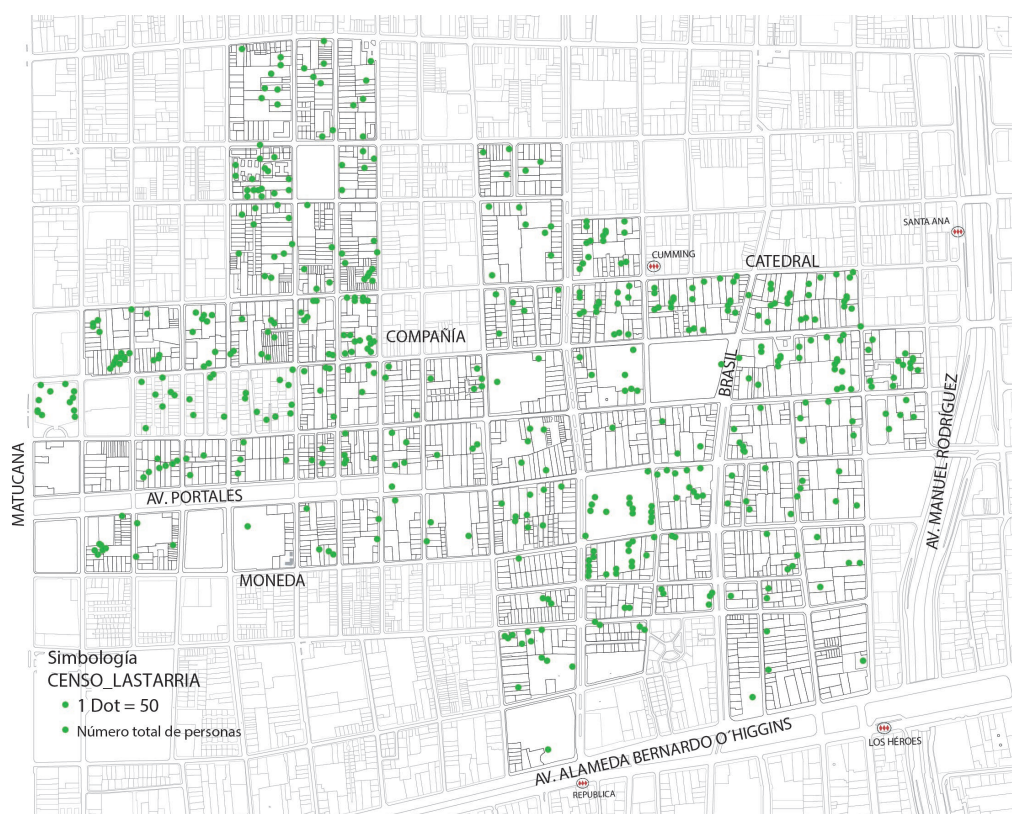 SANTA ANA
CUMMING
CATEDRAL
COMPAÑÍA
BRASIL
AV. MANUEL RODRÍGUEZ
MATUCANA
AV. PORTALES
MONEDA
Simbología
CENSO_LASTARRIA
1 Dot = 50
Número total de personas
AV. ALAMEDA BERNARDO O´HIGGINS
LOS HÉROES
REPUBLICA